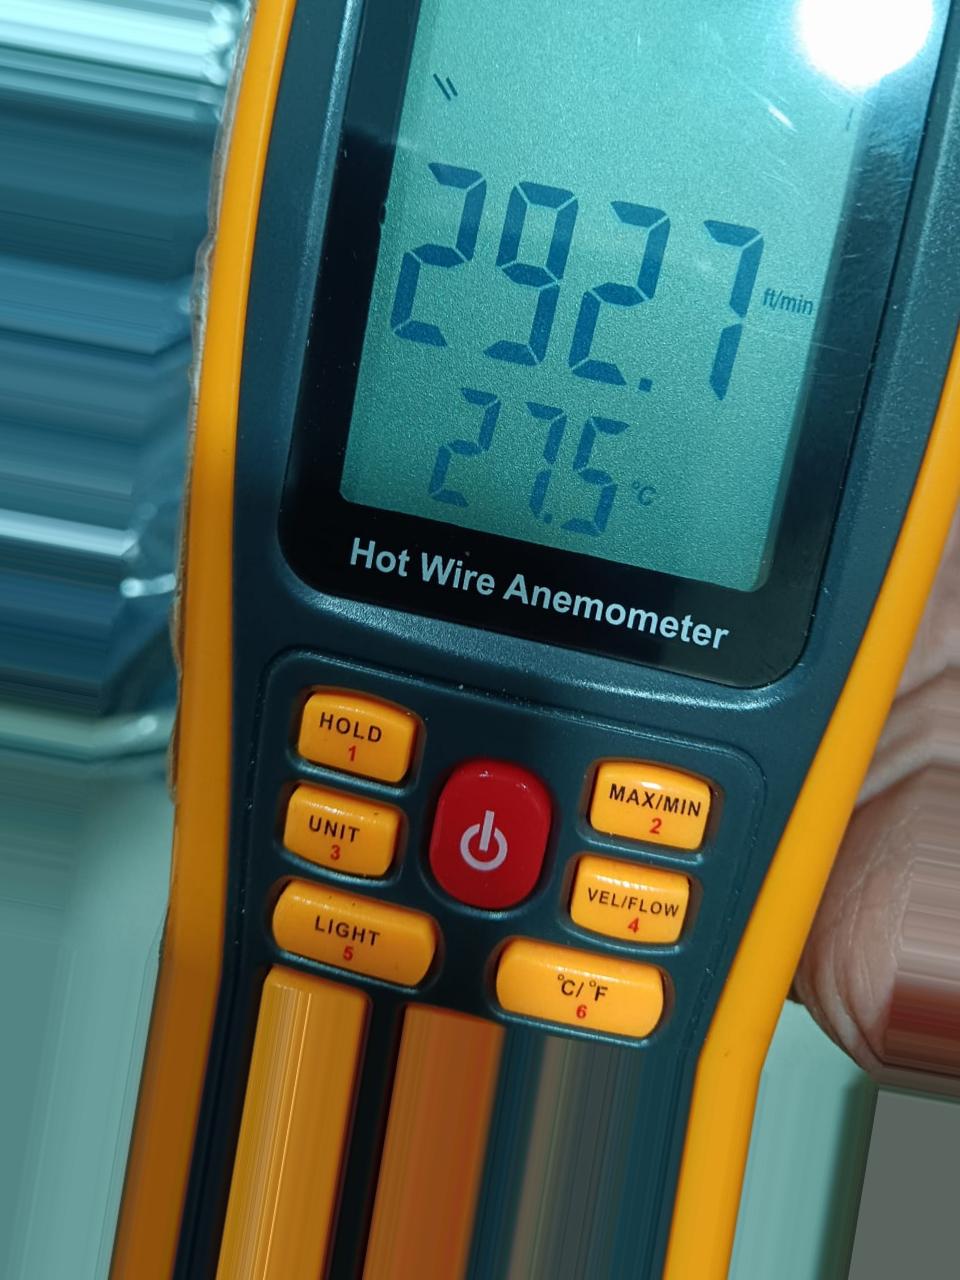 292.7 ft/min
27.5 °C
Hot Wire Anemometer
HOLD
1
MAX/MIN
2
UNIT
3
VEL/FLOW
4
LIGHT
5
°C/°F
6